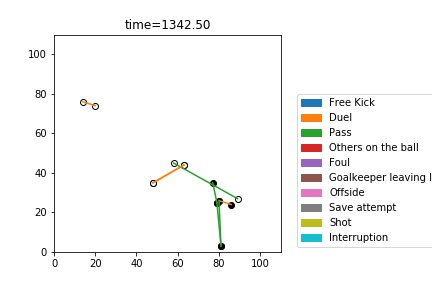 time=1342.50
100
80
60
40
20
0
0 20 40 60 80 100
Free Kick
Duel
Pass
Others on the ball
Foul
Goalkeeper leaving l
Offside
Save attempt
Shot
Interruption